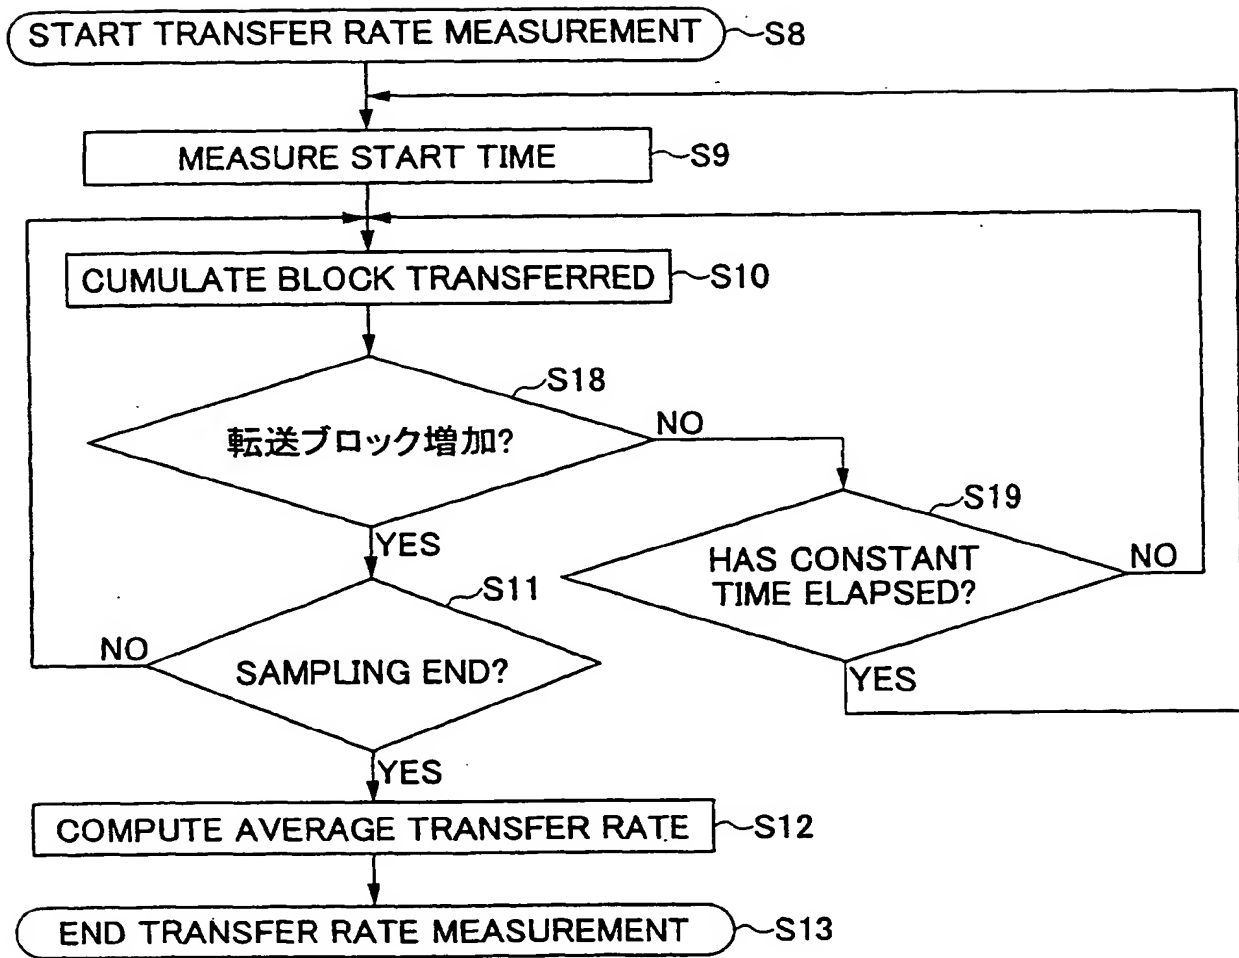 START TRANSFER RATE MEASUREMENT
S8
MEASURE START TIME
S9
CUMULATE BLOCK TRANSFERRED
S10
S18
転送ブロック増加?
NO
YES
S19
HAS CONSTANT
TIME ELAPSED?
NO
YES
S11
SAMPLING END?
NO
YES
COMPUTE AVERAGE TRANSFER RATE
S12
END TRANSFER RATE MEASUREMENT
S13